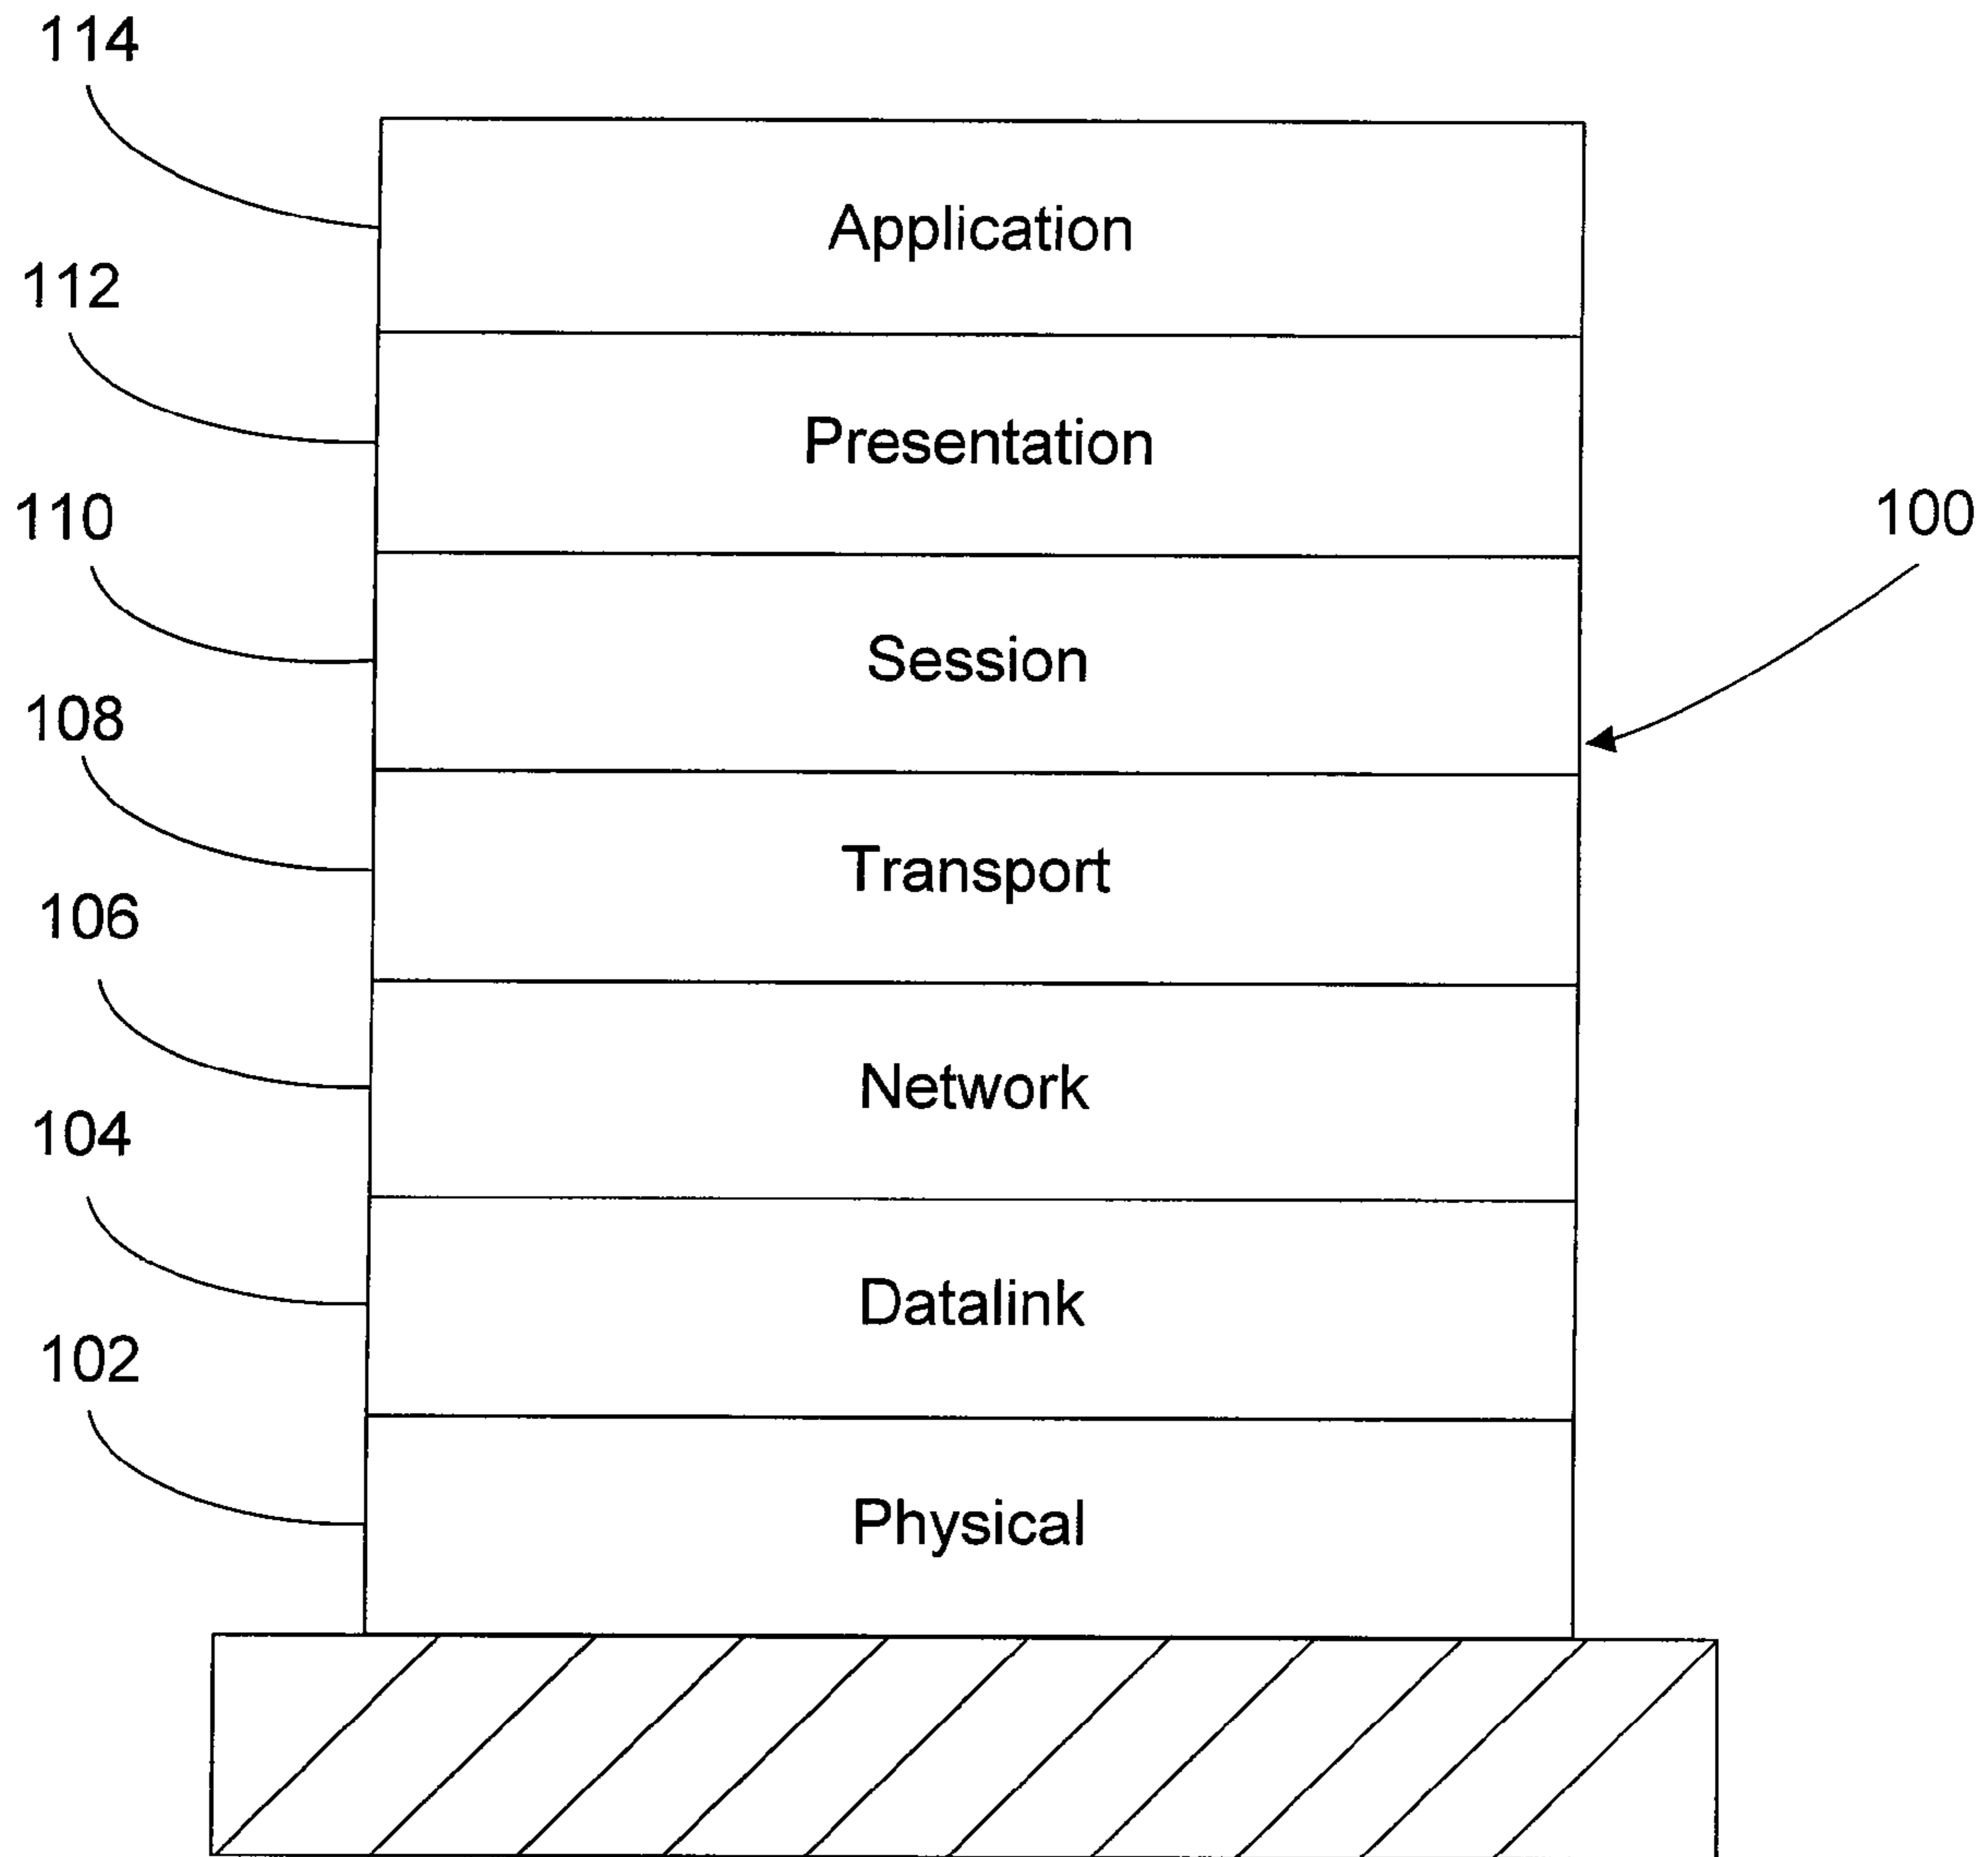 114
Application
112
Presentation
110
100
Session
108
Transport
106
Network
104
Datalink
102
Physical